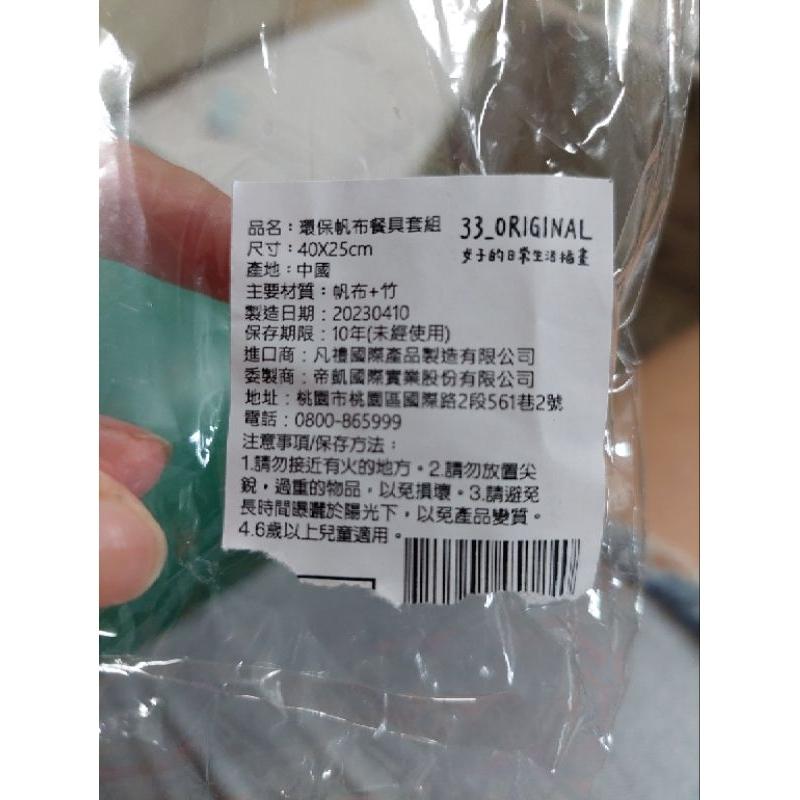 品名：環保帆布餐具套組
33_ORIGINAL
女子的日常生活插畫
尺寸：40X25cm
產地：中國
主要材質：帆布+竹
製造日期：20230410
保存期限：10年(未經使用)
進口商：凡禮國際產品製造有限公司
委製商：帝凱國際實業股份有限公司
地址：桃園市桃園區國際路2段561巷2號
電話：0800-865999
注意事項/保存方法：
1.請勿接近有火的地方。2.請勿放置尖
銳，過重的物品，以免損壞。3.請避免
長時間曝曬於陽光下，以免產品變質。
4.6歲以上兒童適用。